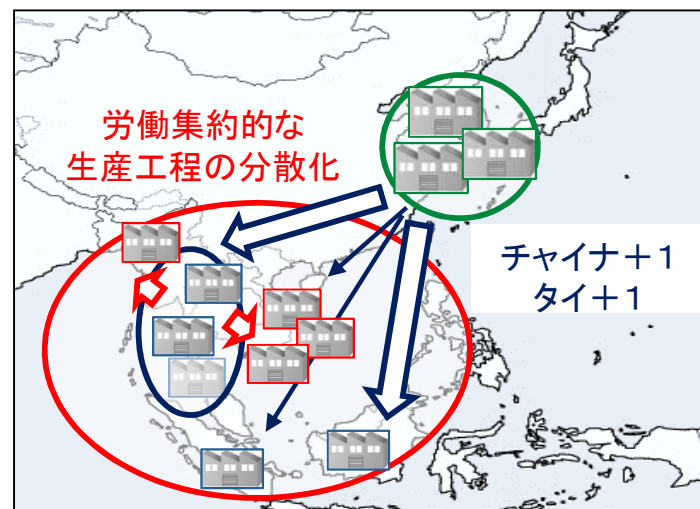 労働集約的な
生産工程の分散化
チャイナ＋１
タイ＋１